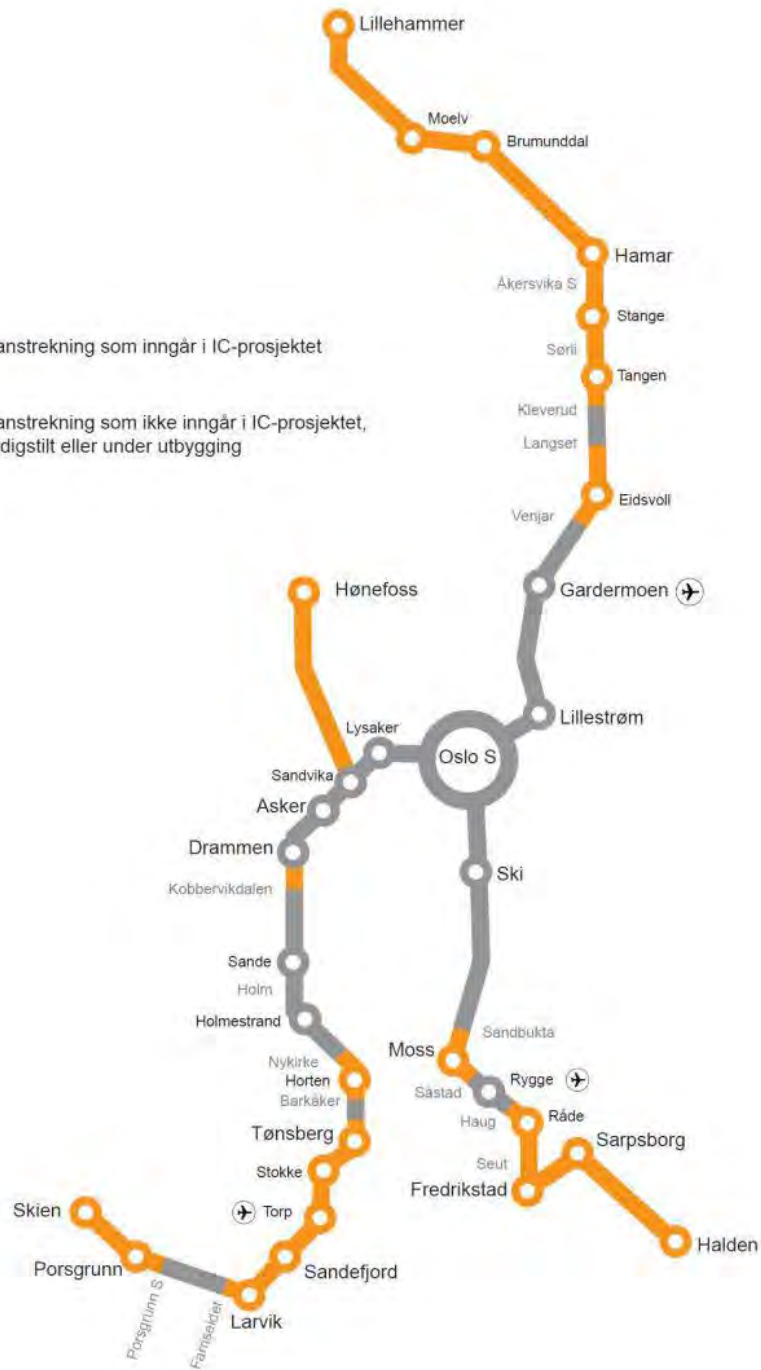 Lillehammer
Moelv
Brumunddal
Hamar
Åkersvika S
Stange
anstrekning som inngår i IC-prosjektet
Sørli
Tangen
Kleverud
anstrekning som ikke inngår i IC-prosjektet,
digstilt eller under utbygging
Langset
Eidsvoll
Venjar
Hønefoss
Gardermoen
Lillestrøm
Lysaker
Oslo S
Sandvika
Asker
Drammen
Ski
Kobbervikdalen
Sande
Holm
Holmestrand
Sandbukta
Moss
Nykirke
Horten
Rygge
Såstad
Barkåker
Haug
Råde
Tønsberg
Sarpsborg
Stokke
Seut
Fredrikstad
Skien
Torp
Halden
Porsgrunn
Sandefjord
Porsgrunn S
Farriseidet
Larvik